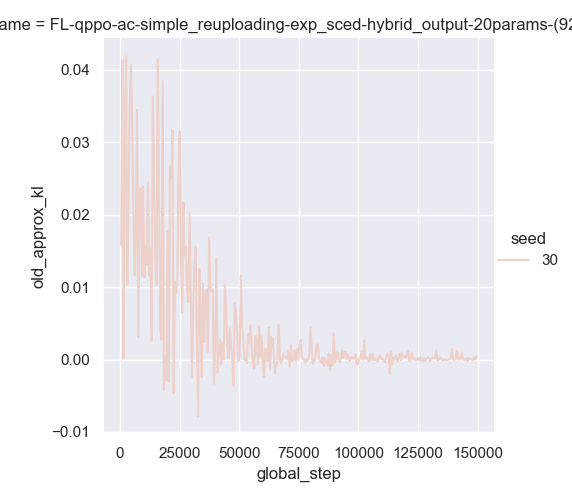 ame = FL-qppo-ac-simple_reuploading-exp_sced-hybrid_output-20params-(92
0.04
0.03
0.02
0.01
0.00
−0.01
old_approx_kl
0 25000 50000 75000 100000 125000 150000
global_step
seed
30